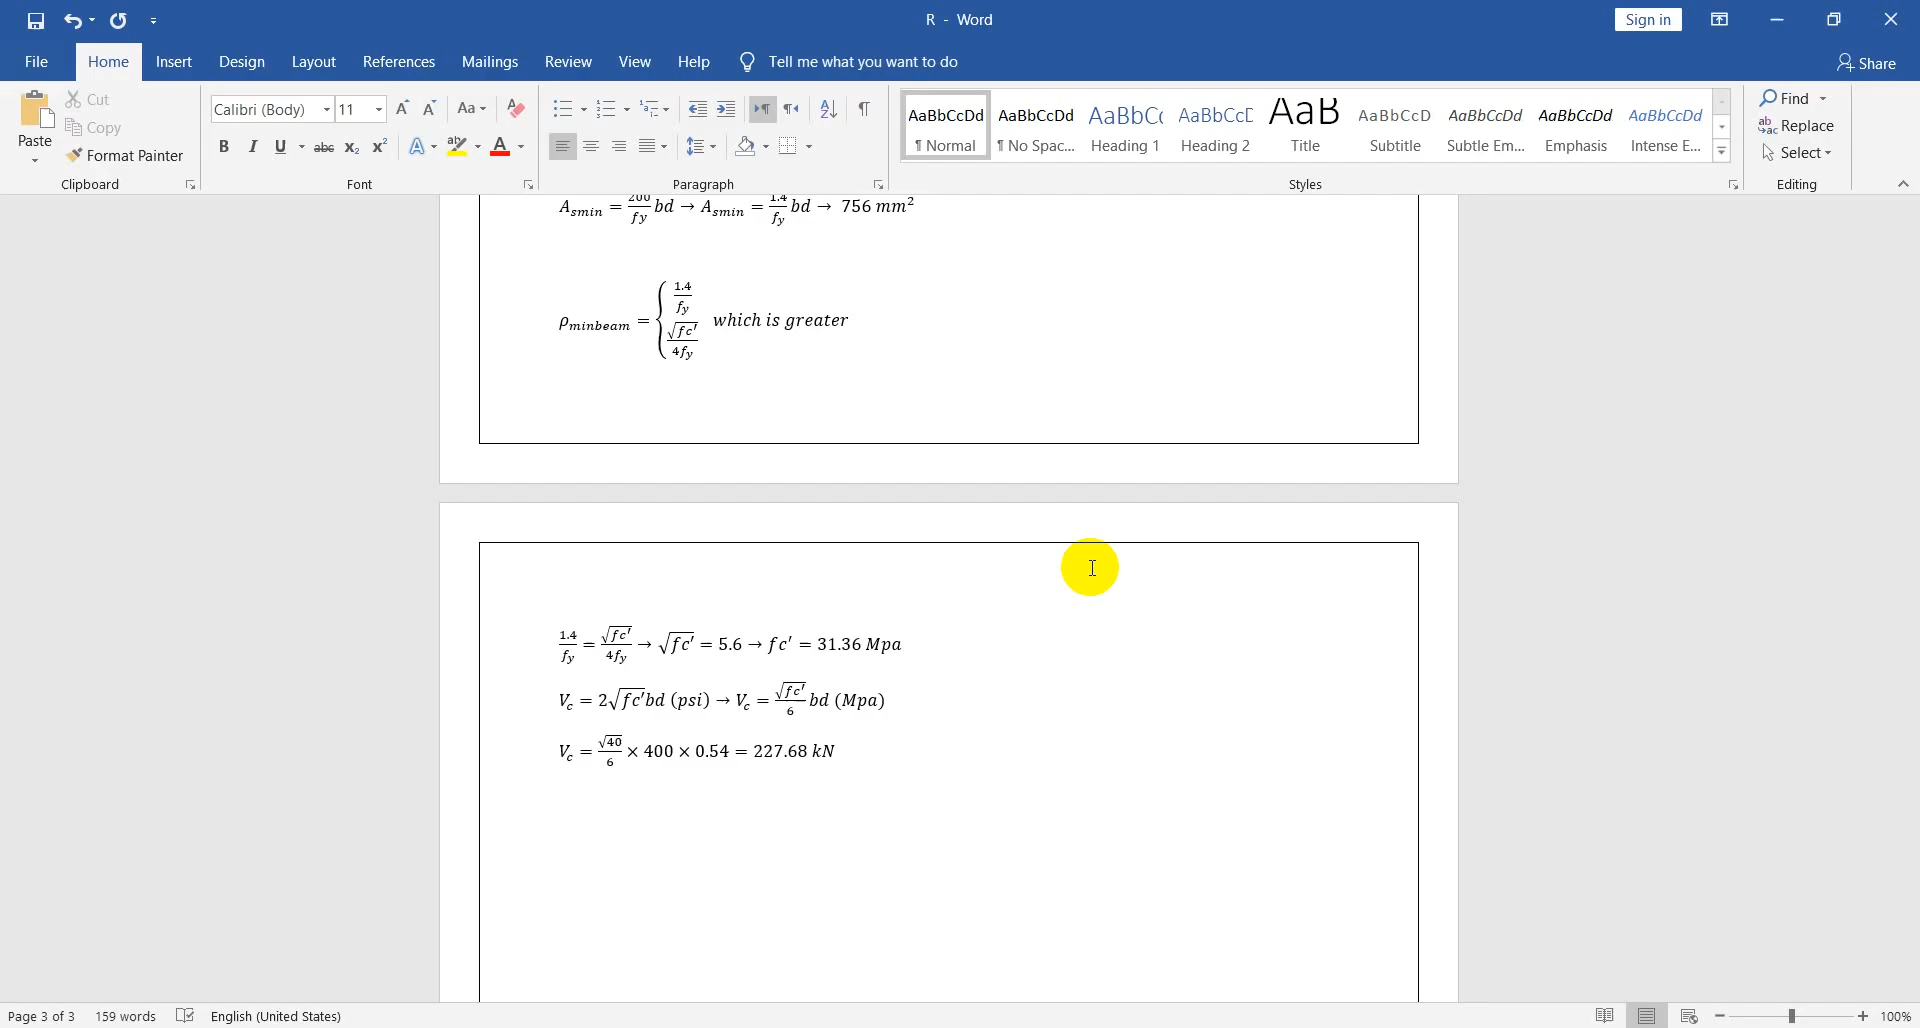 R - Word
Sign in
File Home Insert Design Layout References Mailings Review View Help Tell me what you want to do Share
Paste
Cut
Copy
Format Painter
Clipboard
Calibri (Body) 11
Font
Paragraph
AaBbCcDd ¶ Normal
AaBbCcDd ¶ No Spac...
AaBbCc Heading 1
AaBbCcD Heading 2
AaB Title
AaBbCcD Subtitle
AaBbCcDd Subtle Em...
AaBbCcDd Emphasis
AaBbCcDd Intense E...
Styles
Find
Replace
Select
Editing
A_smin = 200/fy bd → A_smin = 1.4/fy bd → 756 mm²
ρ_minbeam = { 1.4/fy √fc′/4fy which is greater
1.4/fy = √fc′/4fy → √fc′ = 5.6 → fc′ = 31.36 Mpa
V_c = 2√fc′bd (psi) → V_c = √fc′/6 bd (Mpa)
V_c = √40/6 × 400 × 0.54 = 227.68 kN
Page 3 of 3 159 words English (United States) 100%